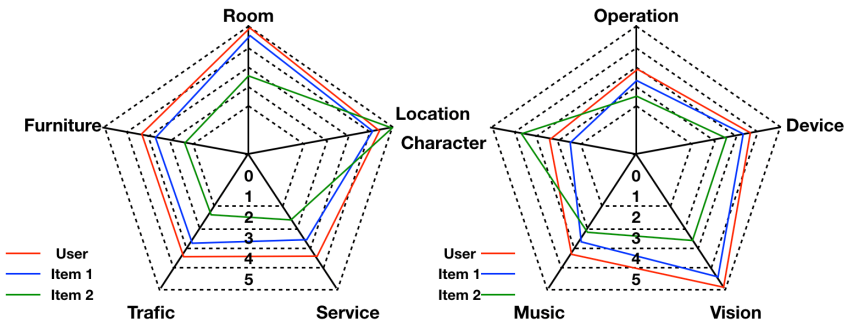 Room
Furniture
Location
0
1
2
3
4
5
User
Item 1
Item 2
Trafic
Service
Operation
Character
Device
0
1
2
3
4
5
User
Item 1
Item 2
Music
Vision